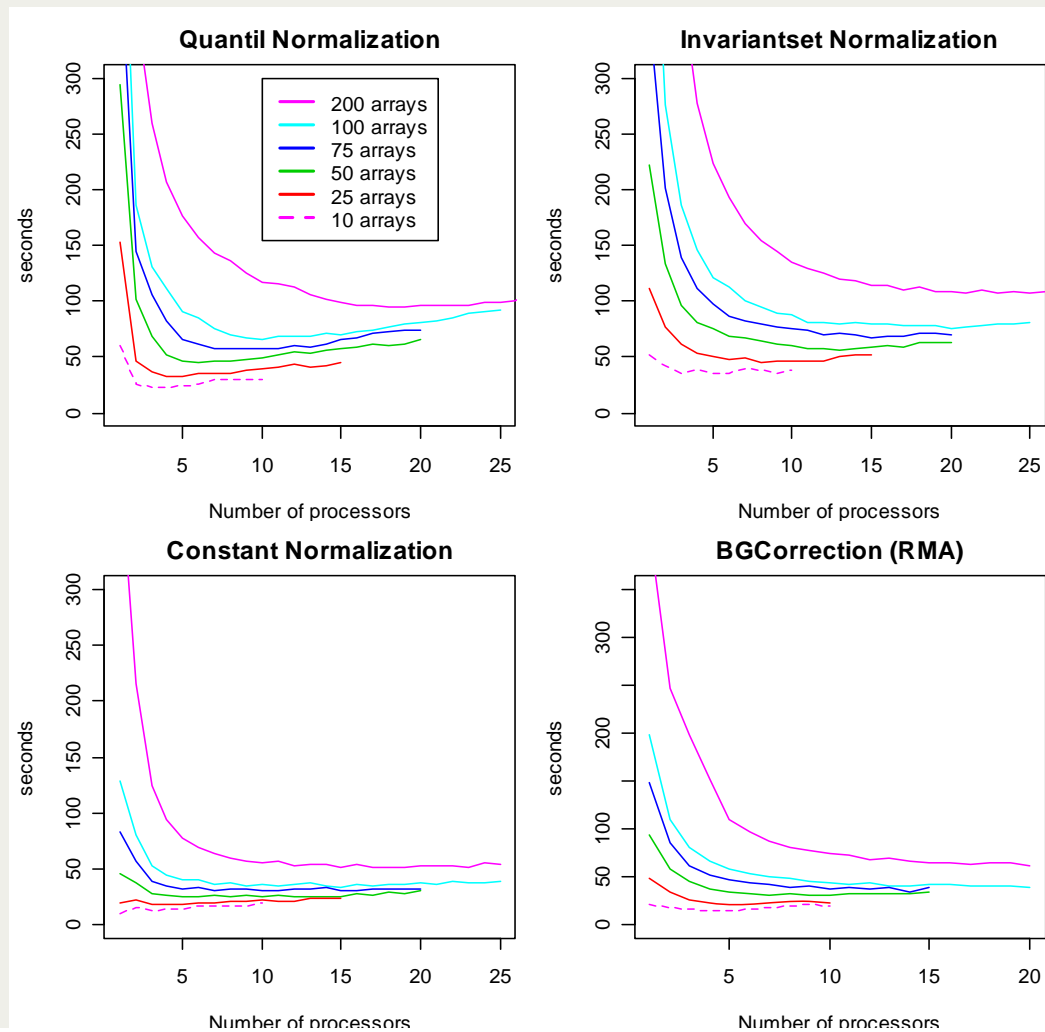 Quantil Normalization
300
250
200
150
100
50
0
seconds
200 arrays
100 arrays
75 arrays
50 arrays
25 arrays
10 arrays
5 10 15 20 25
Number of processors
Invariantset Normalization
300
250
200
150
100
50
0
seconds
5 10 15 20 25
Number of processors
Constant Normalization
300
250
200
150
100
50
0
seconds
5 10 15 20 25
Number of processors
BGCorrection (RMA)
300
200
100
50
0
seconds
5 10 15 20
Number of processors